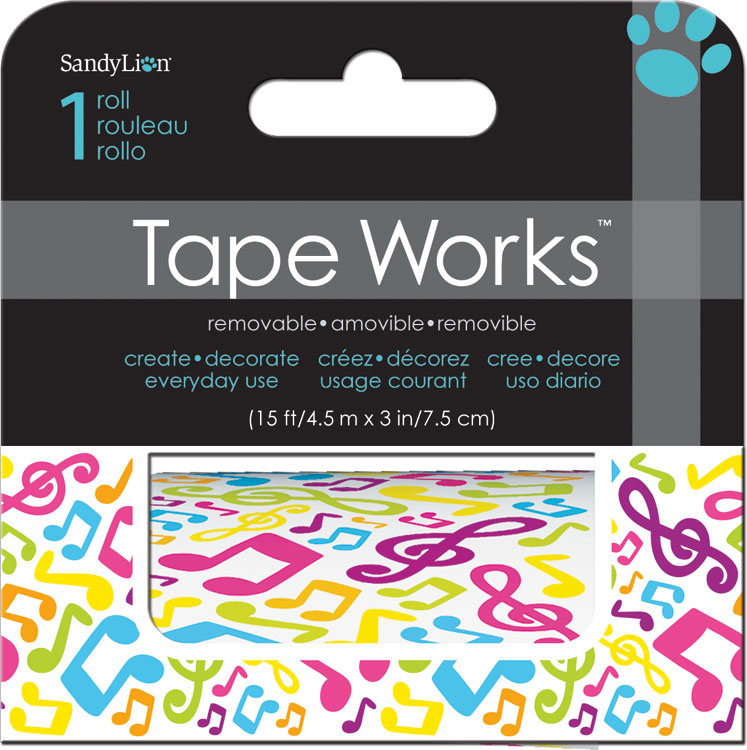 SandyLion®
1 roll
rouleau
rollo
Tape Works™
removable•amovible•removible
create•decorate créez•décorez cree•decore
everyday use usage courant uso diario
(15 ft/4.5 m x 3 in/7.5 cm)